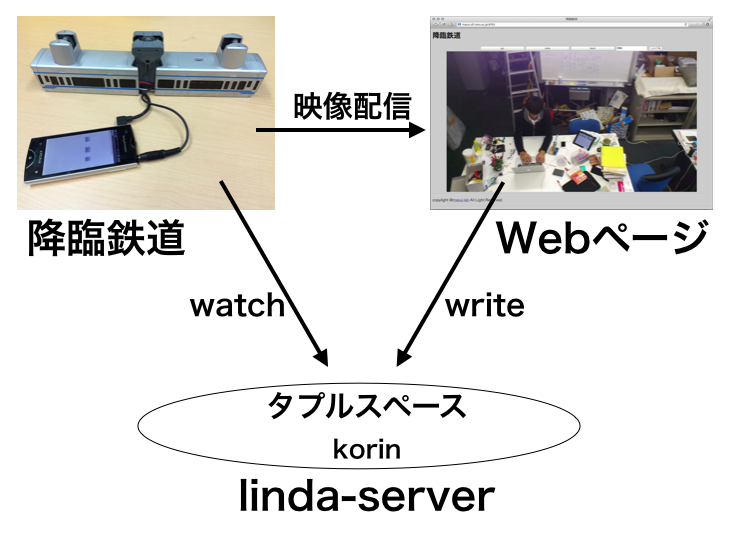 降臨鉄道
映像配信
降臨鉄道
Webページ
watch
write
タプルスペース
korin
linda-server